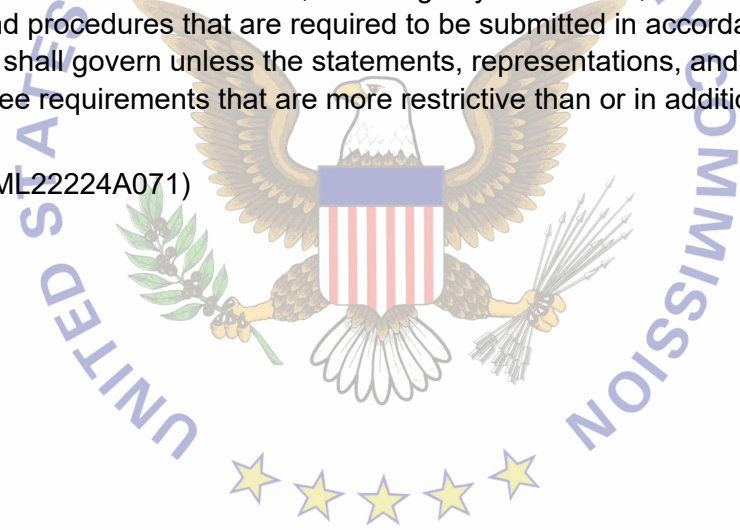 nd procedures that are required to be submitted in accorda
shall govern unless the statements, representations, and
ee requirements that are more restrictive than or in additio
ML22224A071)
UNITED STATES
COMMISSION